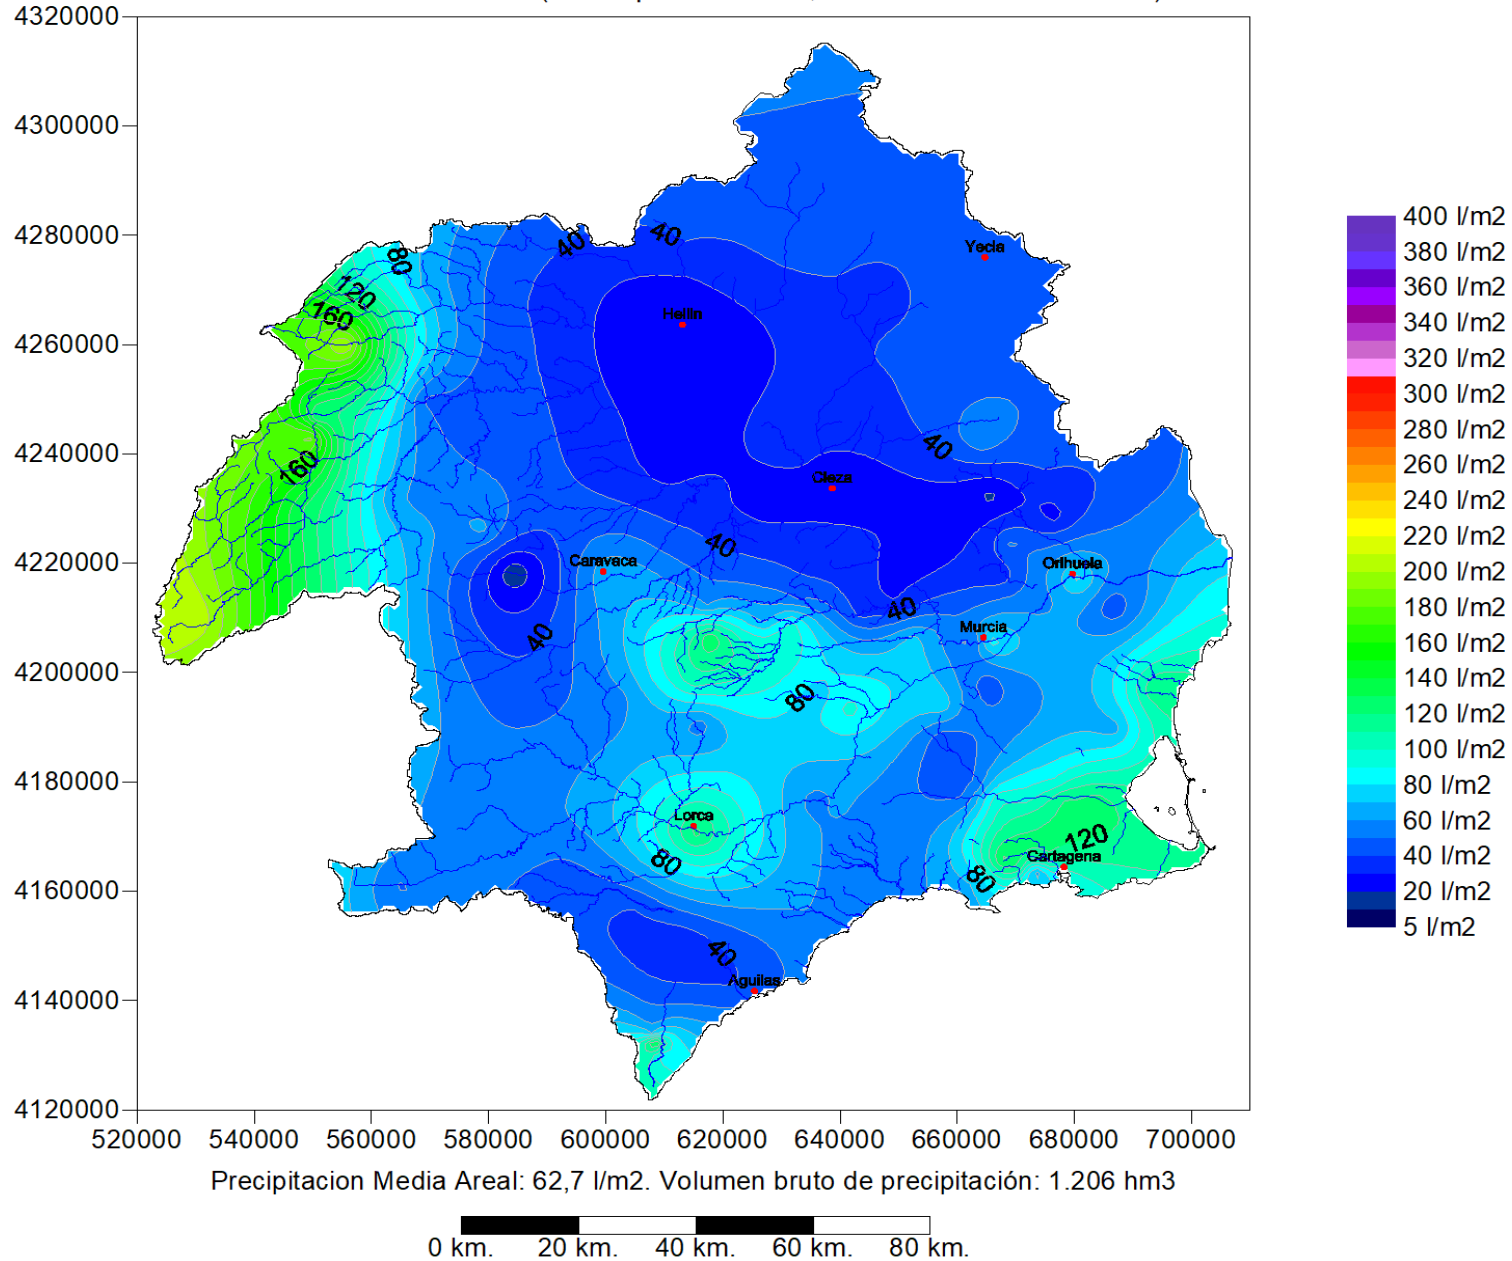 4320000
4300000
4280000
4260000
4240000
4220000
4200000
4180000
4160000
4140000
4120000
520000 540000 560000 580000 600000 620000 640000 660000 680000 700000
40
40
80
Yecla
120
160
Hellin
40
160
Cieza
40
Caravaca
Orihuela
40
40
Murcia
80
Lorca
120
80
Cartagena
80
40
Aguilas
400 l/m2
380 l/m2
360 l/m2
340 l/m2
320 l/m2
300 l/m2
280 l/m2
260 l/m2
240 l/m2
220 l/m2
200 l/m2
180 l/m2
160 l/m2
140 l/m2
120 l/m2
100 l/m2
80 l/m2
60 l/m2
40 l/m2
20 l/m2
5 l/m2
Precipitacion Media Areal: 62,7 l/m2. Volumen bruto de precipitación: 1.206 hm3
0 km. 20 km. 40 km. 60 km. 80 km.